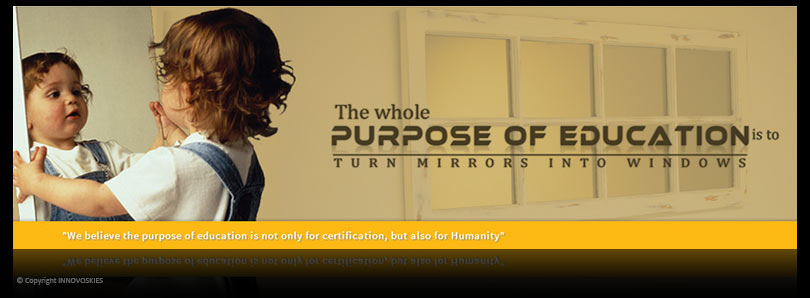 The whole
PURPOSE OF EDUCATION is to
TURN MIRRORS INTO WINDOWS
"We believe the purpose of education is not only for certification, but also for Humanity"
© Copyright INNOVOSKIES